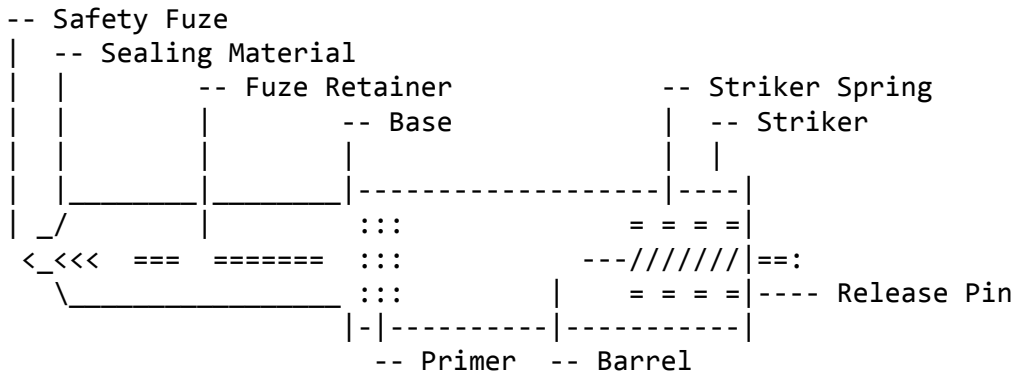 -- Safety Fuze
-- Sealing Material
-- Fuze Retainer -- Striker Spring
-- Base -- Striker
---- Release Pin
-- Primer -- Barrel